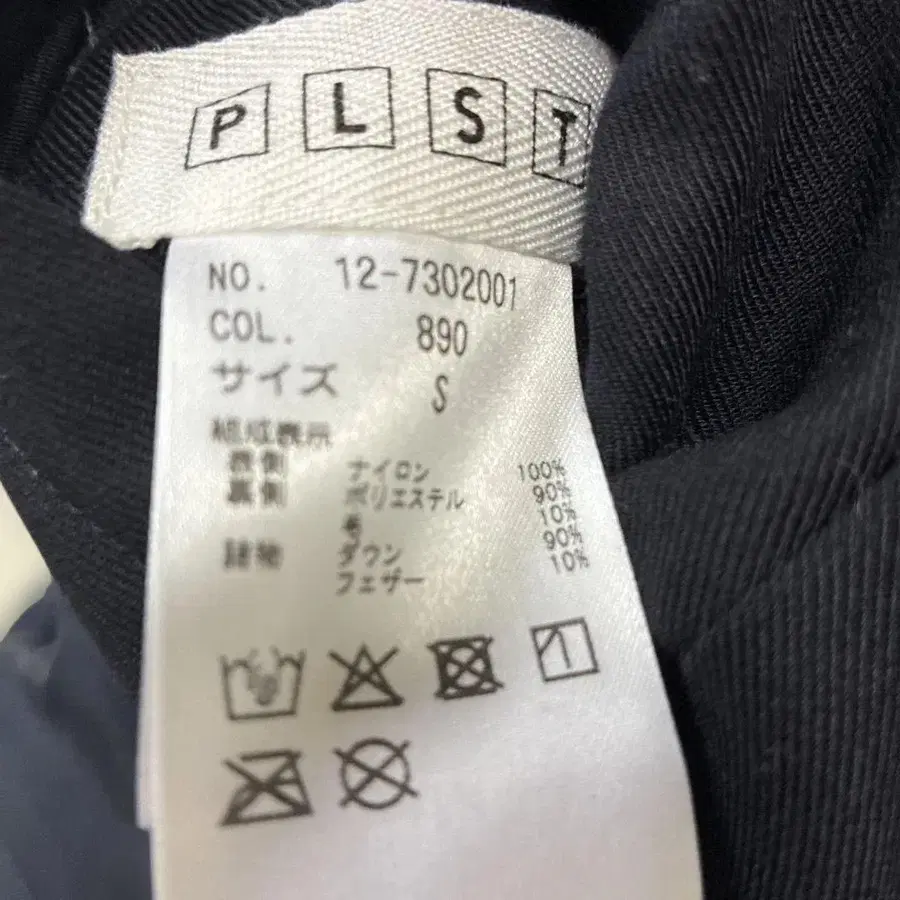 PLST
NO. 12-7302001
COL. 890
サイズ S
組成表示
表側 ナイロン 100%
裏側 ポリエステル 90%
毛 10%
詰物 ダウン 90%
フェザー 10%